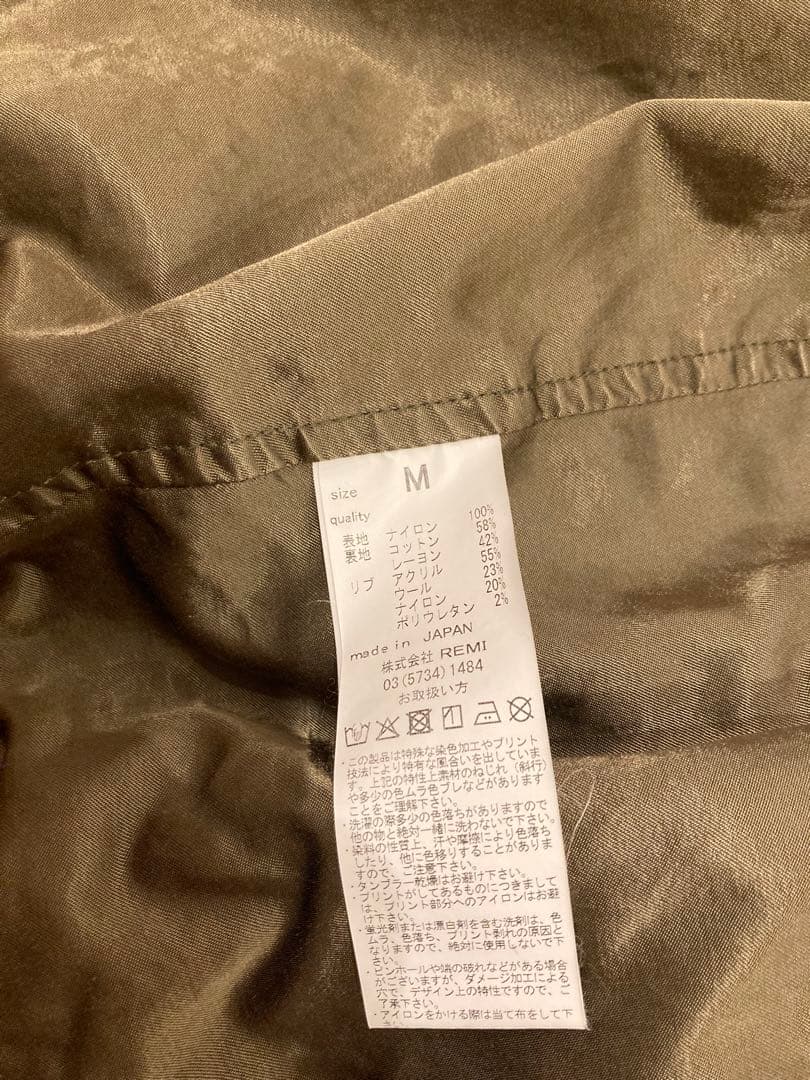 size M
quality
表地 ナイロン 100%
裏地 コットン 58%
レーヨン 42%
リブ アクリル 55%
ウール 23%
ナイロン 20%
ポリウレタン 2%
made in JAPAN
株式会社 REMI
03(5734)1484
お取扱い方
・この製品は特殊な染色加工やプリント
技法により特有な風合いを出していま
す。上記の特性上素材のねじれ（斜行）
や多少の色ムラ色ブレなどがあります
ことをご理解下さい。
・洗濯の際多少の色落ちがありますので
他の物と絶対一緒に洗わないで下さい。
・染料の性質上、汗や摩擦により色落ち
したり、他に色移りすることがありま
すので、ご注意下さい。
・タンブラー乾燥はお避け下さい。
・プリントがしてあるものにつきまして
は、プリント部分へのアイロンはお避
け下さい。
・蛍光剤または漂白剤を含む洗剤は、色
ムラ、色落ち、プリント剥れの原因と
なりますので、絶対に使用しないで下
さい。
・ピンホールや端の破れなどがある場合
がございますが、ダメージ加工による
穴で、デザイン上の特性ですので、ご
了承下さい。
・アイロンをかける際は当て布をして下
さい。